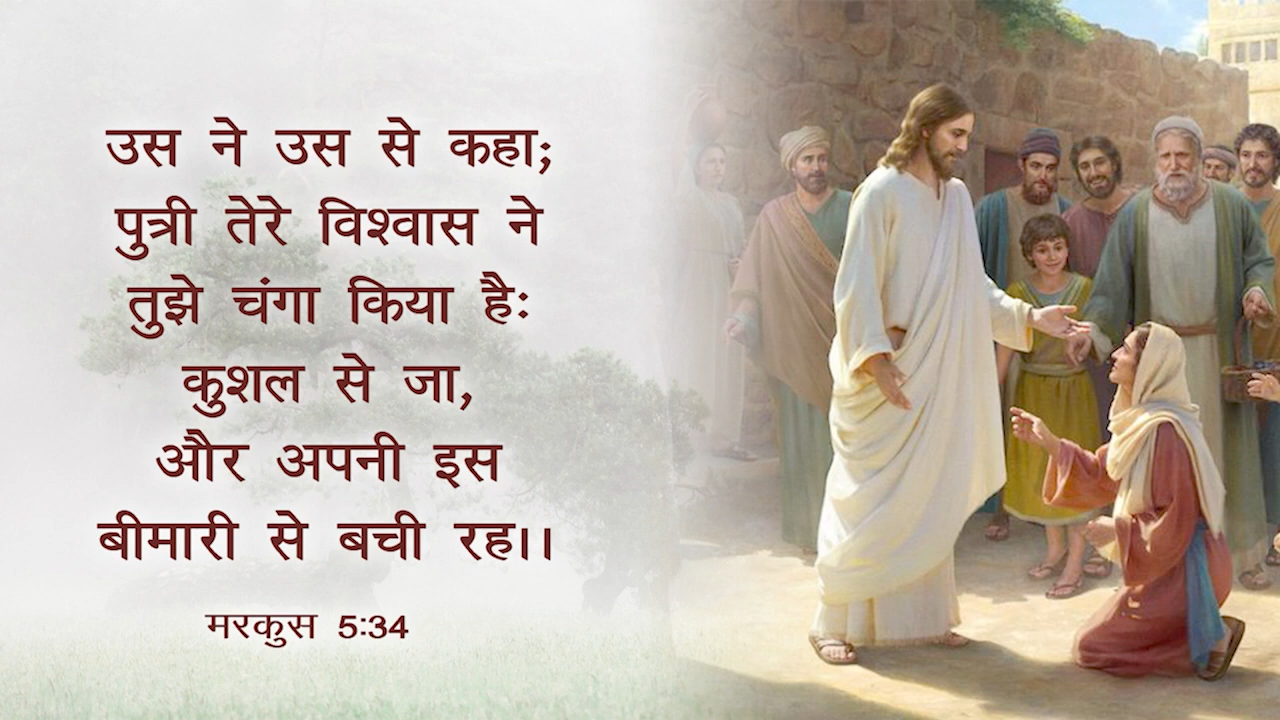 उस ने उस से कहा;
पुत्री तेरे विश्वास ने
तुझे चंगा किया हैः
कुशल से जा,
और अपनी इस
बीमारी से बची रह।।
मरकुस 5:34